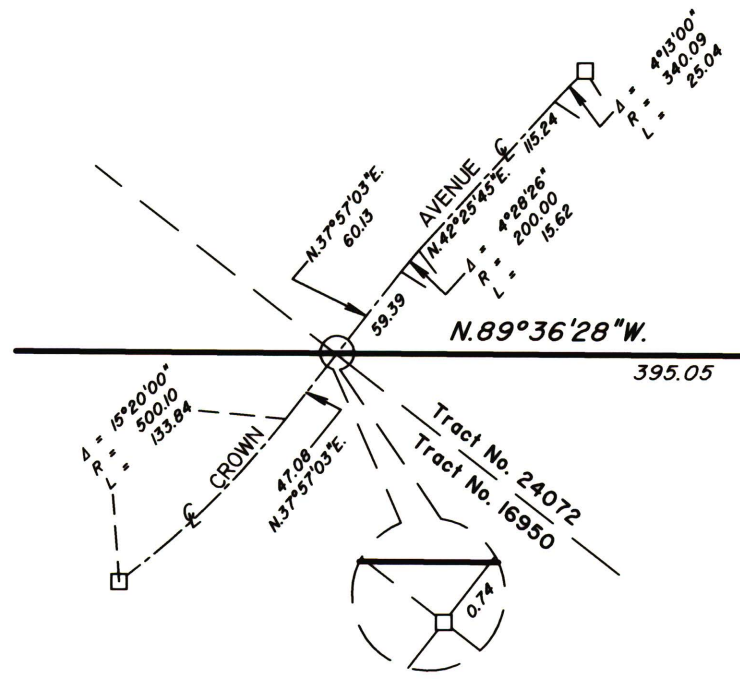 Δ = 4°13'00"
R = 340.09
L = 25.04
115.24
AVENUE ℄
N.42°25'45"E.
N.37°57'03"E.
60.13
Δ = 4°28'26"
R = 200.00
L = 15.62
59.39
N.89°36'28"W.
395.05
Δ = 15°20'00"
R = 500.10
L = 133.84
℄ CROWN
47.08
N.37°57'03"E.
Tract No. 24072
Tract No. 16950
0.74